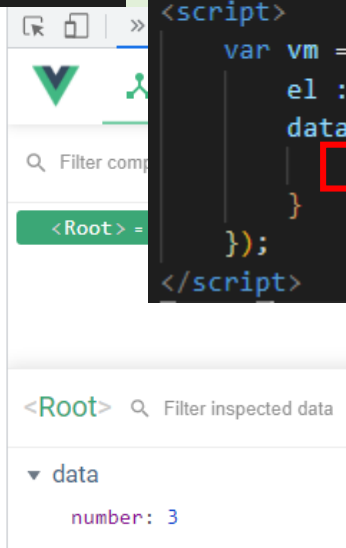 <script>
var vm =
el :
data
}
});
</script>
»
Filter comp
<Root> =
<Root>
Filter inspected data
data
number: 3